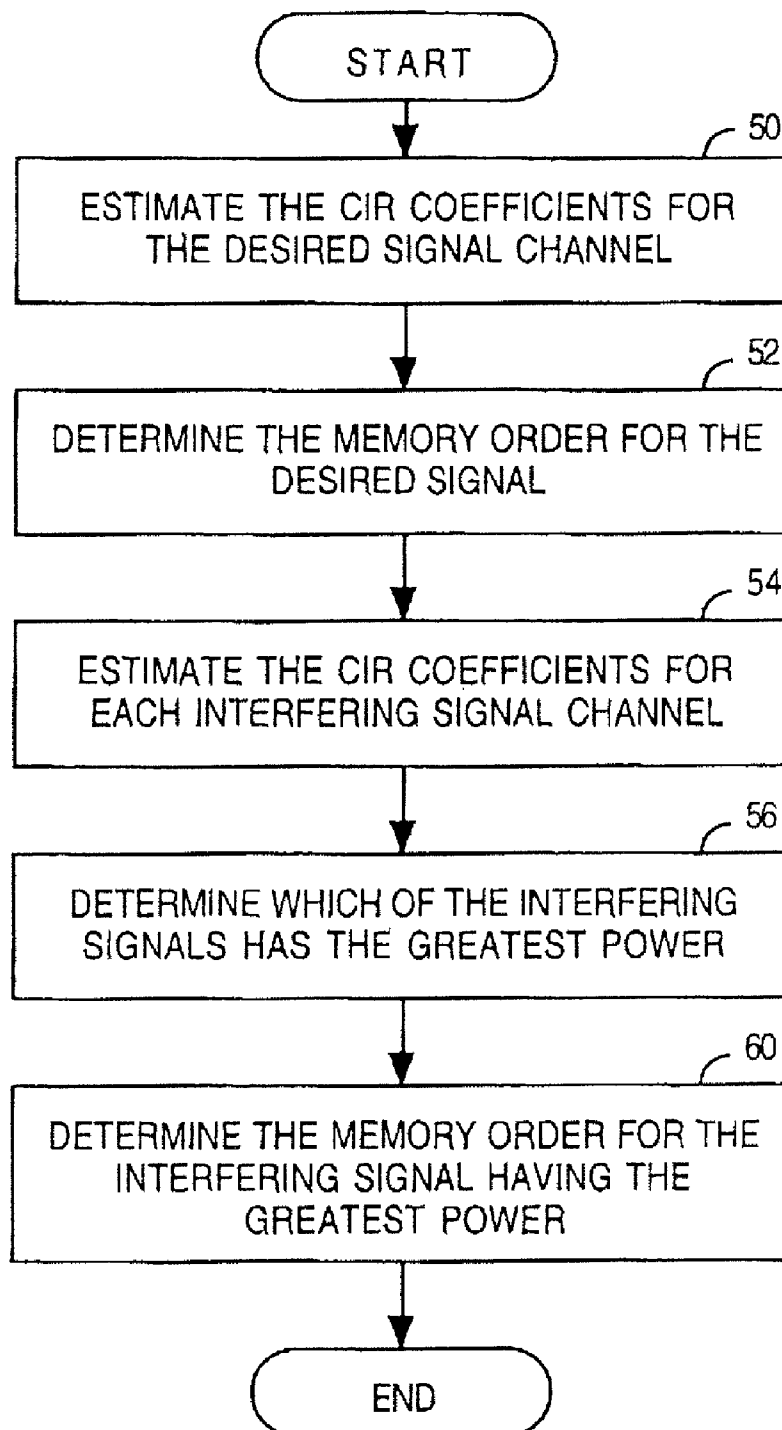 START
50
ESTIMATE THE CIR COEFFICIENTS FOR
THE DESIRED SIGNAL CHANNEL
52
DETERMINE THE MEMORY ORDER FOR THE
DESIRED SIGNAL
54
ESTIMATE THE CIR COEFFICIENTS FOR
EACH INTERFERING SIGNAL CHANNEL
56
DETERMINE WHICH OF THE INTERFERING
SIGNALS HAS THE GREATEST POWER
60
DETERMINE THE MEMORY ORDER FOR THE
INTERFERING SIGNAL HAVING THE
GREATEST POWER
END